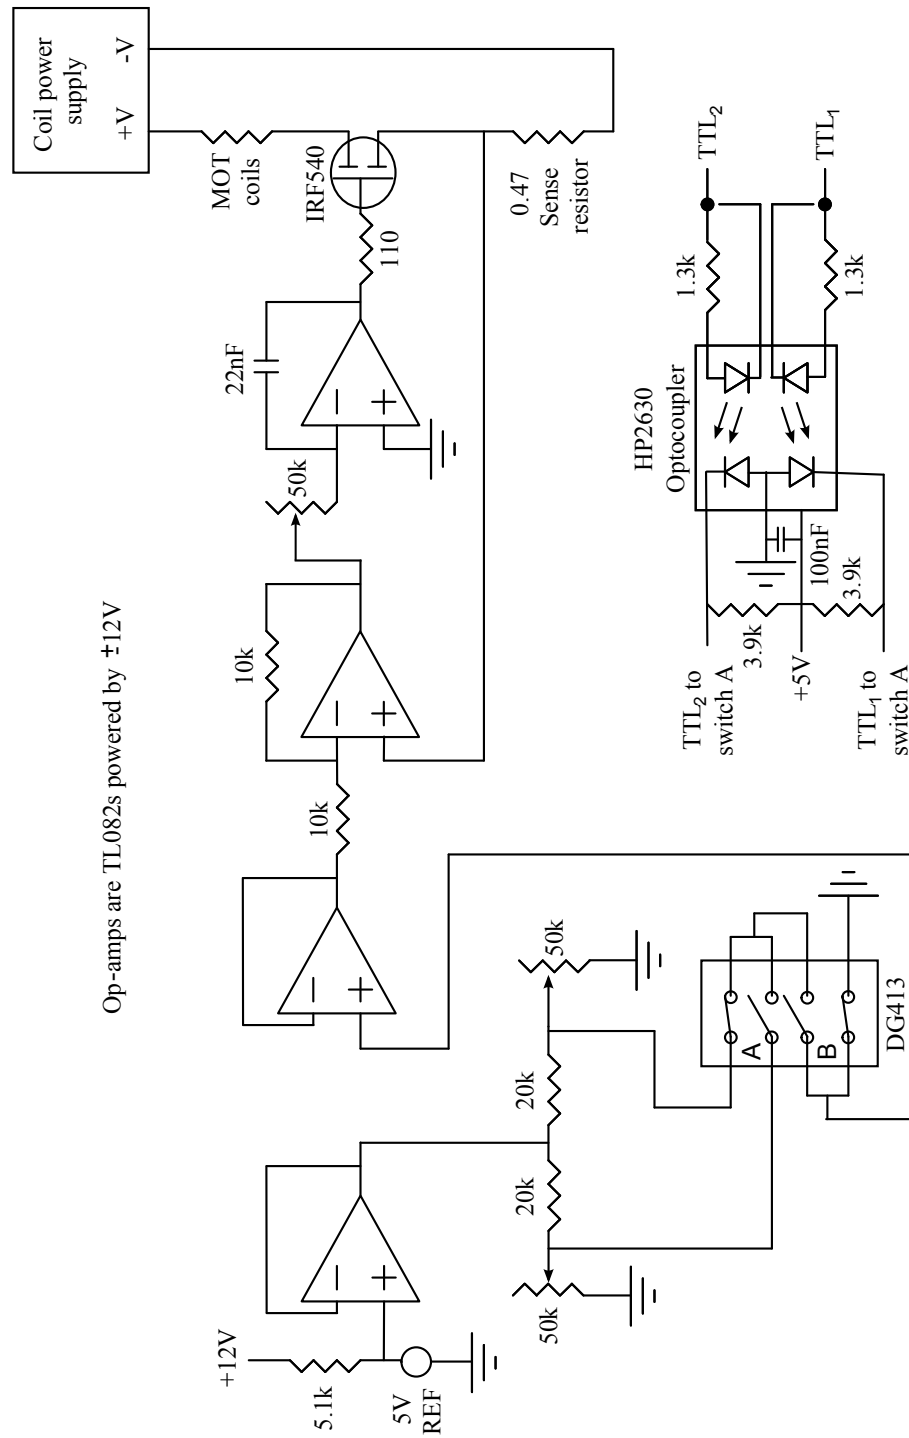 Op-amps are TL082s powered by ±12V
+12V
5.1k
5V
REF
50k
20k
20k
50k
10k
10k
50k
22nF
110
IRF540
MOT
coils
Coil power
supply
+V
-V
0.47
Sense
resistor
A
B
DG413
TTL₂ to
switch A
3.9k
+5V
TTL₁ to
switch A
3.9k
100nF
HP2630
Optocoupler
1.3k
1.3k
TTL₂
TTL₁